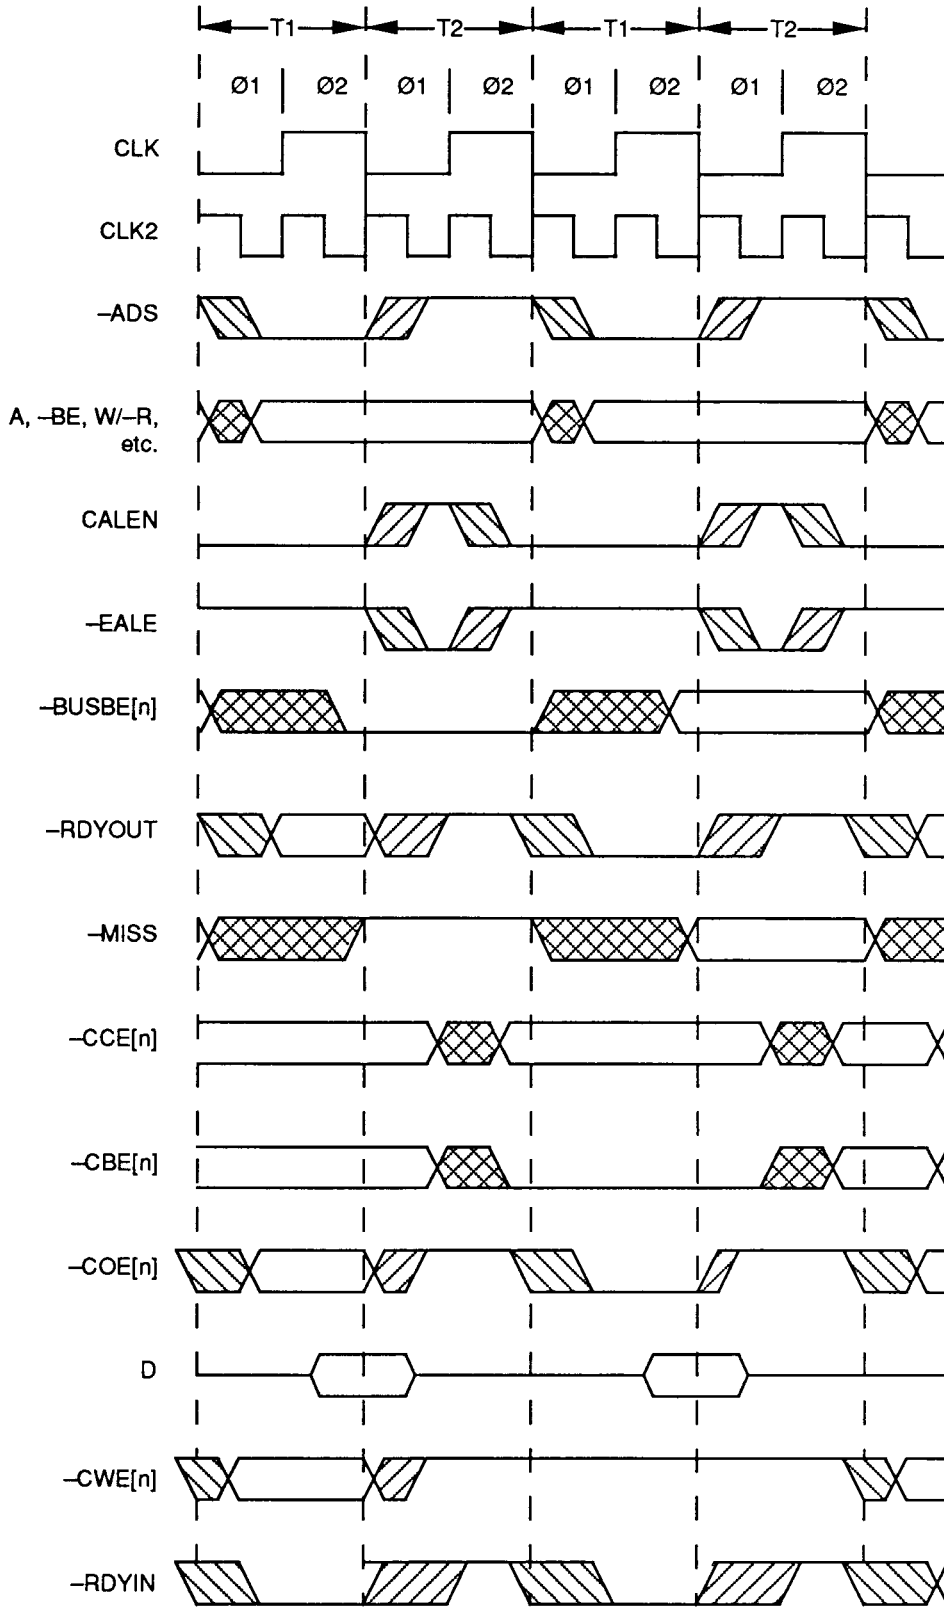 T1 T2 T1 T2
Ø1 Ø2 Ø1 Ø2 Ø1 Ø2 Ø1 Ø2
CLK
CLK2
–ADS
A, –BE, W/–R,
etc.
CALEN
–EALE
–BUSBE[n]
–RDYOUT
–MISS
–CCE[n]
–CBE[n]
–COE[n]
D
–CWE[n]
–RDYIN